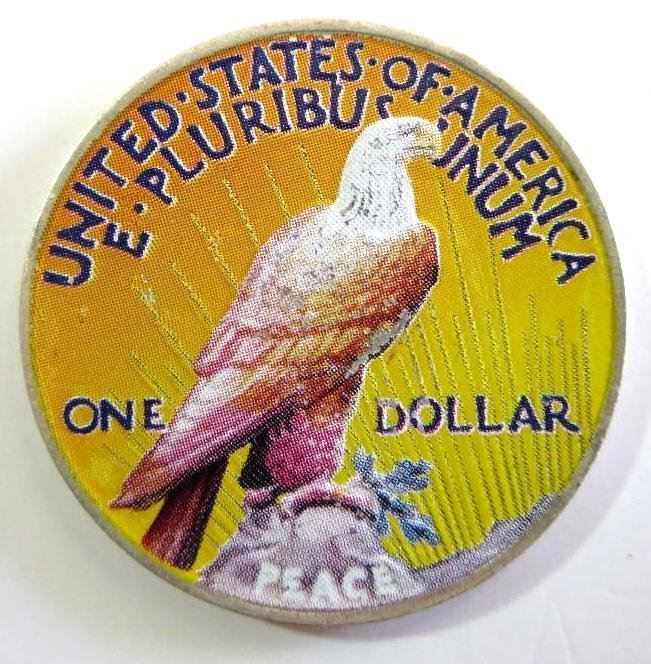 UNITED·STATES·OF·AMERICA
E·PLURIBUS UNUM
ONE DOLLAR
PEACE